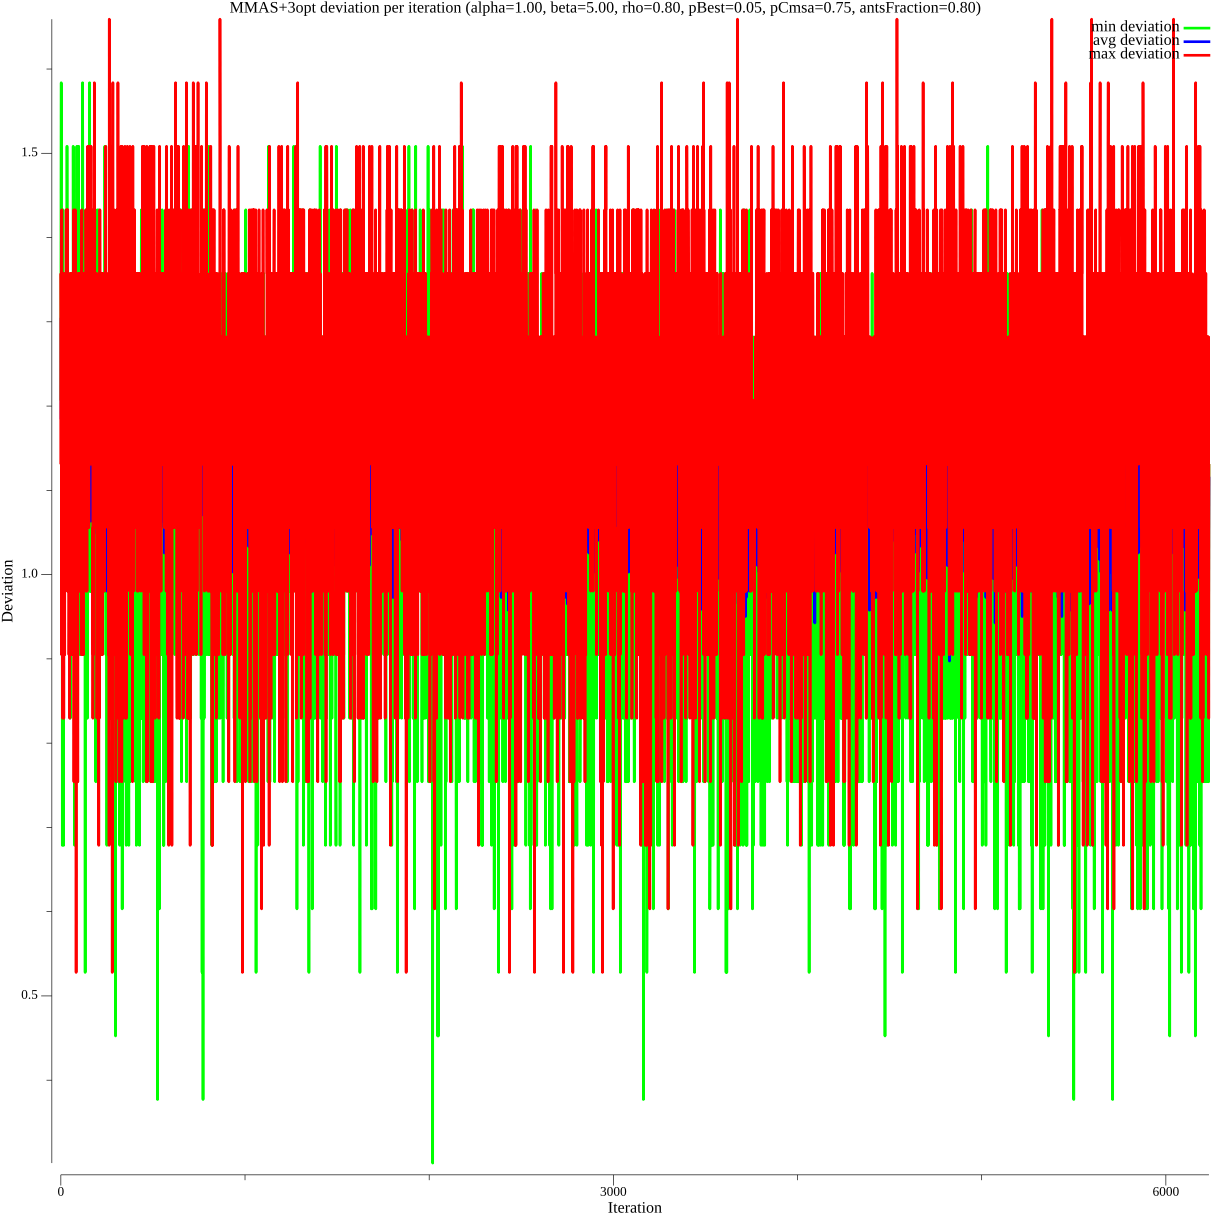 MMAS+3opt deviation per iteration (alpha=1.00, beta=5.00, rho=0.80, pBest=0.05, pCmsa=0.75, antsFraction=0.80)
min deviation
avg deviation
max deviation
1.5
1.0
0.5
Deviation
0
3000
6000
Iteration